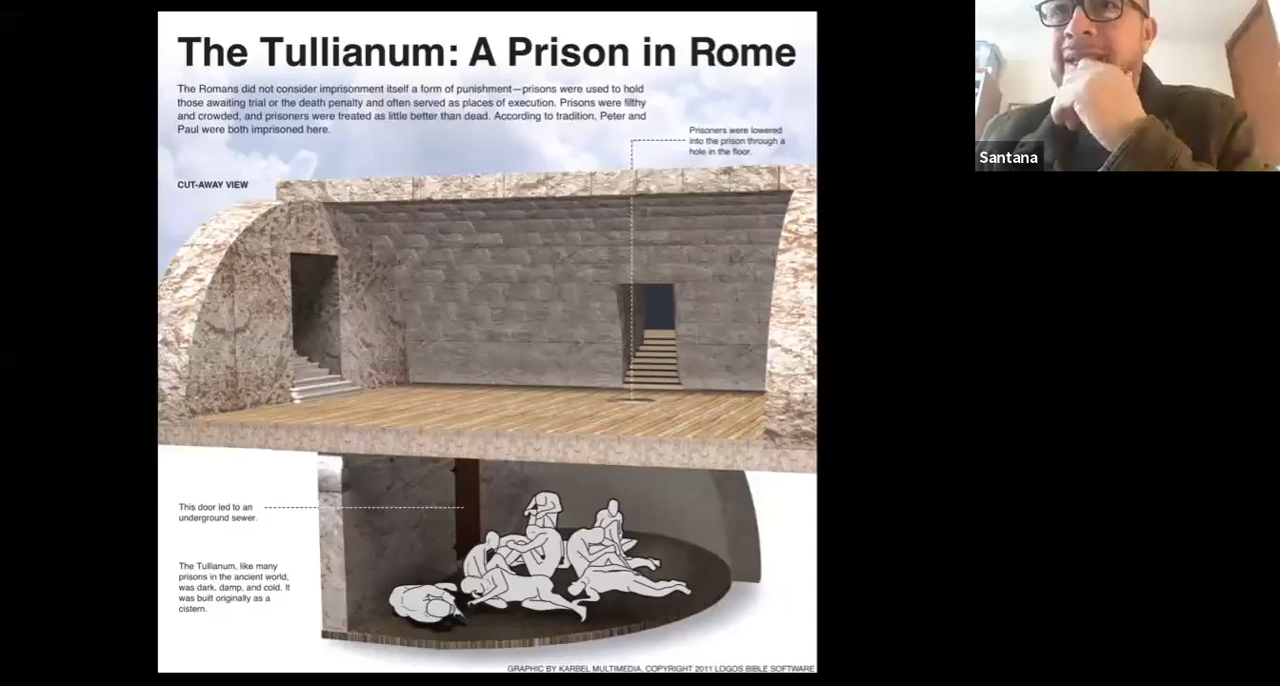 The Tullianum: A Prison in Rome
The Romans did not consider imprisonment itself a form of punishment—prisons were used to hold
those awaiting trial or the death penalty and often served as places of execution. Prisons were filthy
and crowded, and prisoners were treated as little better than dead. According to tradition, Peter and
Paul were both imprisoned here.
Prisoners were lowered
into the prison through a
hole in the floor.
CUT-AWAY VIEW
This door led to an
underground sewer.
The Tullianum, like many
prisons in the ancient world,
was dark, damp, and cold. It
was built originally as a
cistern.
GRAPHIC BY KARBEL MULTIMEDIA, COPYRIGHT 2011 LOGOS BIBLE SOFTWARE
Santana